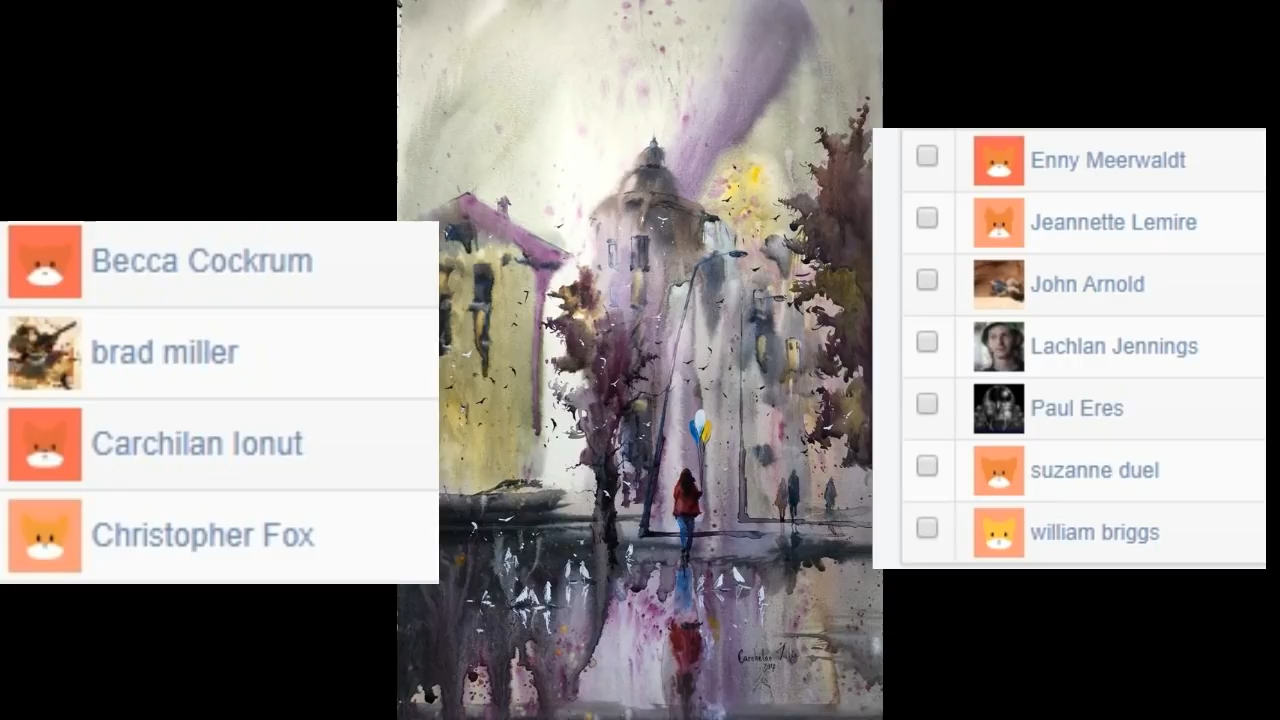 Becca Cockrum
brad miller
Carchilan Ionut
Christopher Fox
Enny Meerwaldt
Jeannette Lemire
John Arnold
Lachlan Jennings
Paul Eres
suzanne duel
william briggs